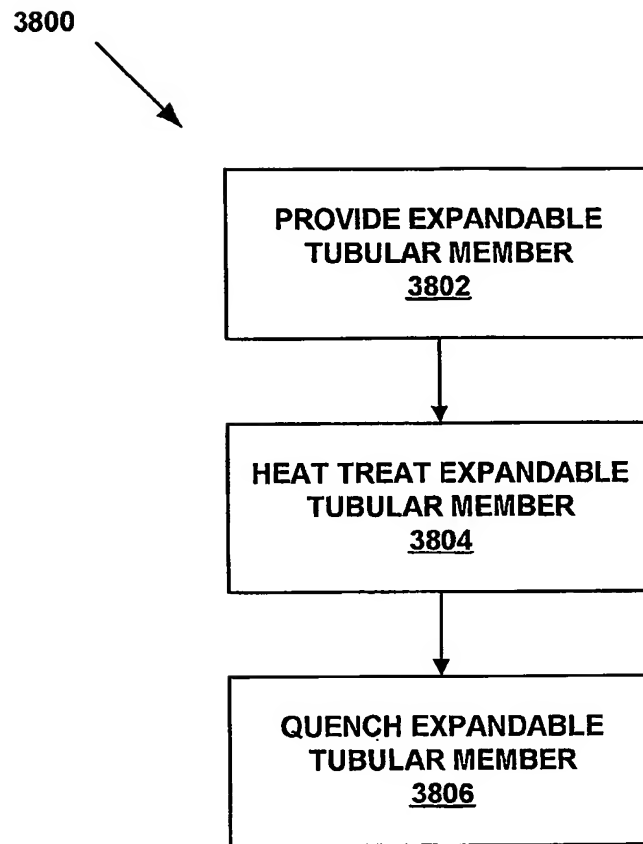 3800
PROVIDE EXPANDABLE
TUBULAR MEMBER
3802
HEAT TREAT EXPANDABLE
TUBULAR MEMBER
3804
QUENCH EXPANDABLE
TUBULAR MEMBER
3806